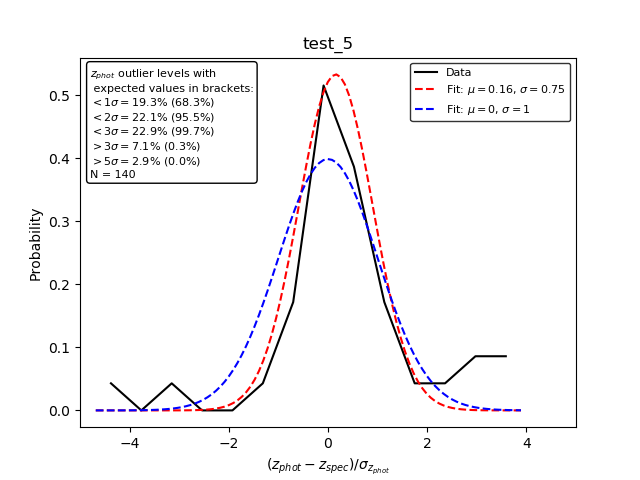 test_5
z_phot outlier levels with
expected values in brackets:
< 1σ = 19.3% (68.3%)
< 2σ = 22.1% (95.5%)
< 3σ = 22.9% (99.7%)
> 3σ = 7.1% (0.3%)
> 5σ = 2.9% (0.0%)
N = 140
Data
Fit: μ = 0.16, σ = 0.75
Fit: μ = 0, σ = 1
Probability
0.5
0.4
0.3
0.2
0.1
0.0
−4 −2 0 2 4
(z_phot − z_spec)/σ_z_phot